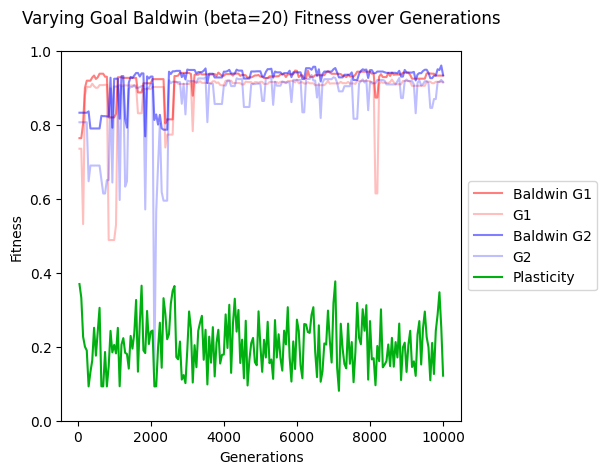 Varying Goal Baldwin (beta=20) Fitness over Generations
1.0
0.8
0.6
0.4
0.2
0.0
Fitness
0
2000
4000
6000
8000
10000
Generations
Baldwin G1
G1
Baldwin G2
G2
Plasticity